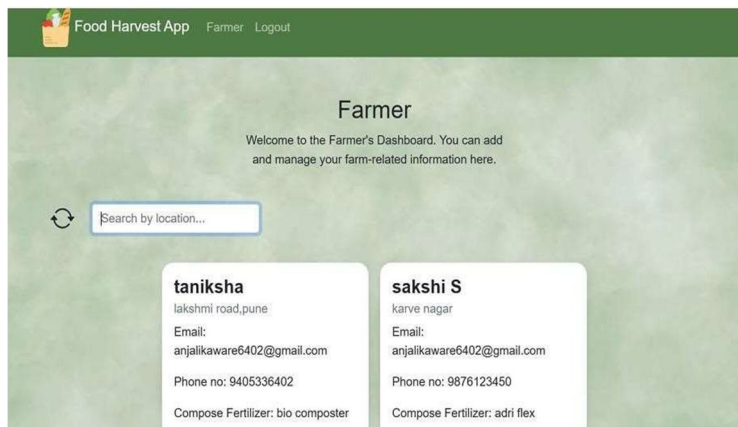 Food Harvest App Farmer Logout
Farmer
Welcome to the Farmer's Dashboard. You can add
and manage your farm-related information here.
Search by location...
taniksha
lakshmi road,pune
Email:
anjalikaware6402@gmail.com
Phone no: 9405336402
Compose Fertilizer: bio composter
sakshi S
karve nagar
Email:
anjalikaware6402@gmail.com
Phone no: 9876123450
Compose Fertilizer: adri flex